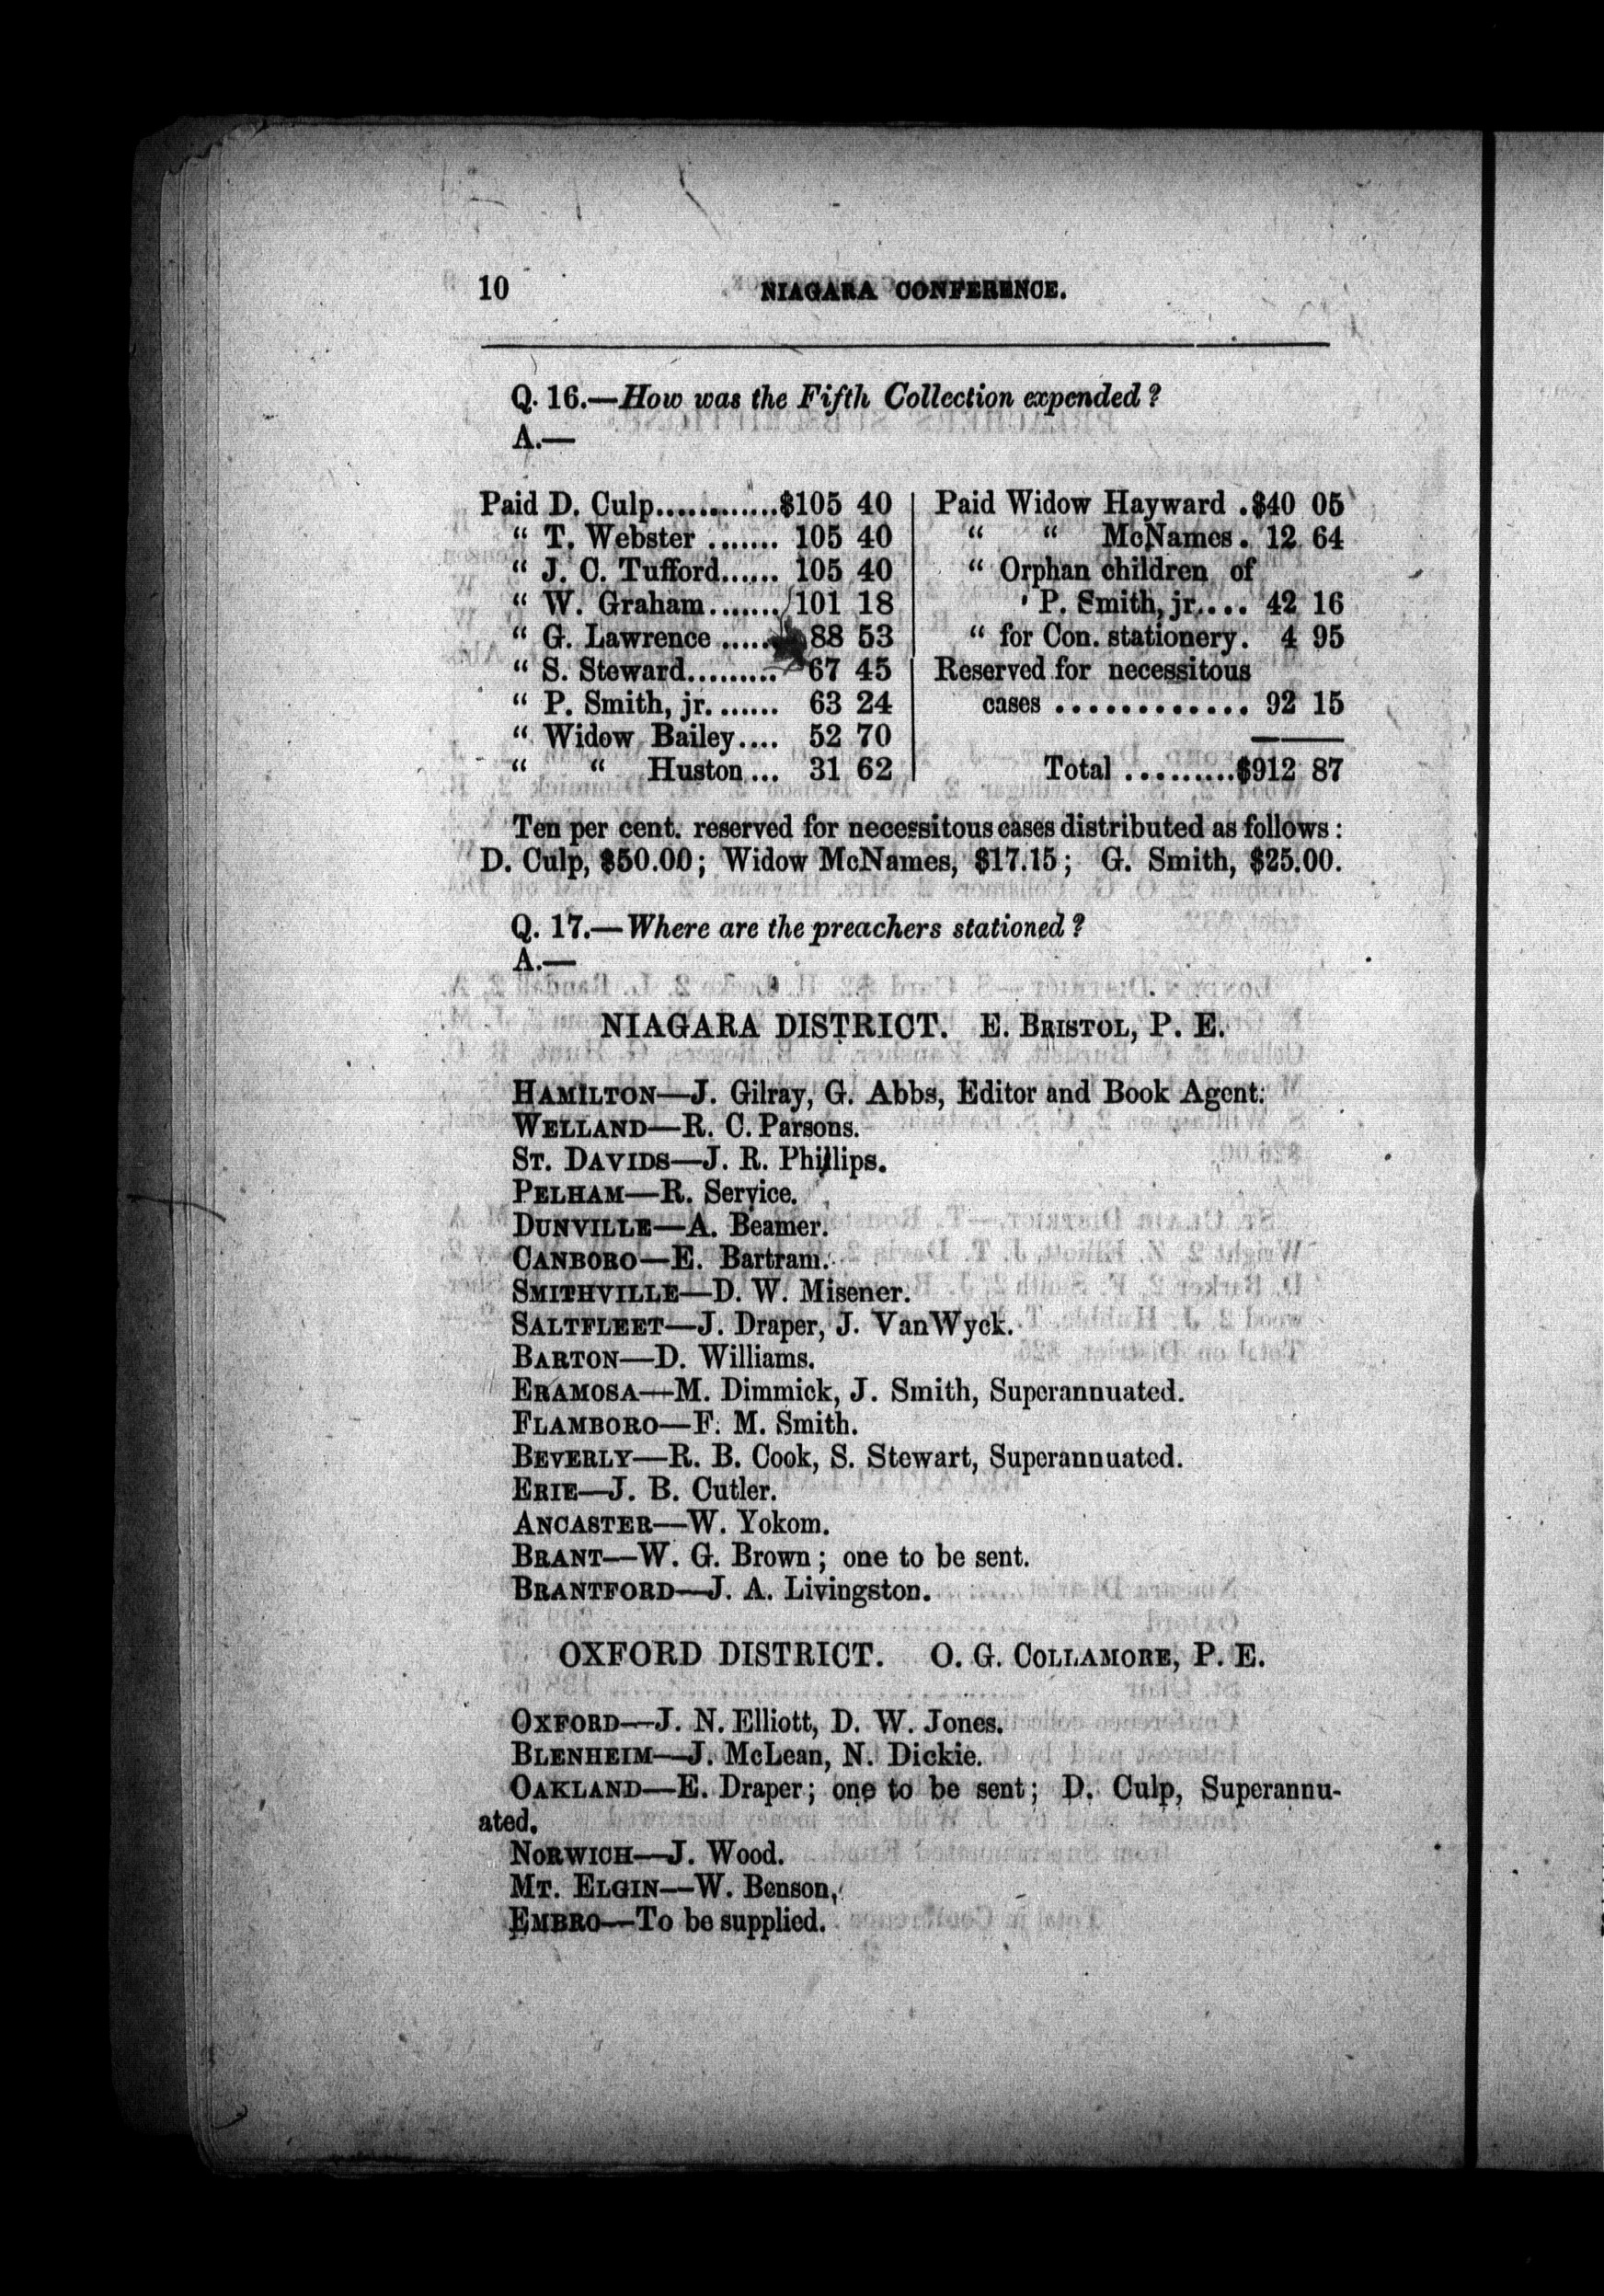 10 NIAGARA CONFERENCE.
Q. 16.—How was the Fifth Collection expended?
A.—
Paid D. Culp............$105 40
" T. Webster ....... 105 40
" J. C. Tufford...... 105 40
" W. Graham....... 101 18
" G. Lawrence ..... 88 53
" S. Steward......... 67 45
" P. Smith, jr. ...... 63 24
" Widow Bailey.... 52 70
" " Huston... 31 62
Paid Widow Hayward .$40 05
" " McNames. 12 64
" Orphan children of
' P. Smith, jr.... 42 16
" for Con. stationery. 4 95
Reserved for necessitous
cases ............ 92 15
Total .........$912 87
Ten per cent. reserved for necessitous cases distributed as follows:
D. Culp, $50.00; Widow McNames, $17.15; G. Smith, $25.00.
Q. 17.—Where are the preachers stationed?
A.—
NIAGARA DISTRICT. E. BRISTOL, P. E.
HAMILTON—J. Gilray, G. Abbs, Editor and Book Agent.
WELLAND—R. C. Parsons.
ST. DAVIDS—J. R. Phillips.
PELHAM—R. Service.
DUNVILLE—A. Beamer.
CANBORO—E. Bartram.
SMITHVILLE—D. W. Misener.
SALTFLEET—J. Draper, J. VanWyck.
BARTON—D. Williams.
ERAMOSA—M. Dimmick, J. Smith, Superannuated.
FLAMBORO—F. M. Smith.
BEVERLY—R. B. Cook, S. Stewart, Superannuated.
ERIE—J. B. Cutler.
ANCASTER—W. Yokom.
BRANT—W. G. Brown; one to be sent.
BRANTFORD—J. A. Livingston.
OXFORD DISTRICT. O. G. COLLAMORE, P. E.
OXFORD—J. N. Elliott, D. W. Jones.
BLENHEIM—J. McLean, N. Dickie.
OAKLAND—E. Draper; one to be sent; D. Culp, Superannu-
ated.
NORWICH—J. Wood.
MT. ELGIN—W. Benson,
EMBRO—To be supplied.